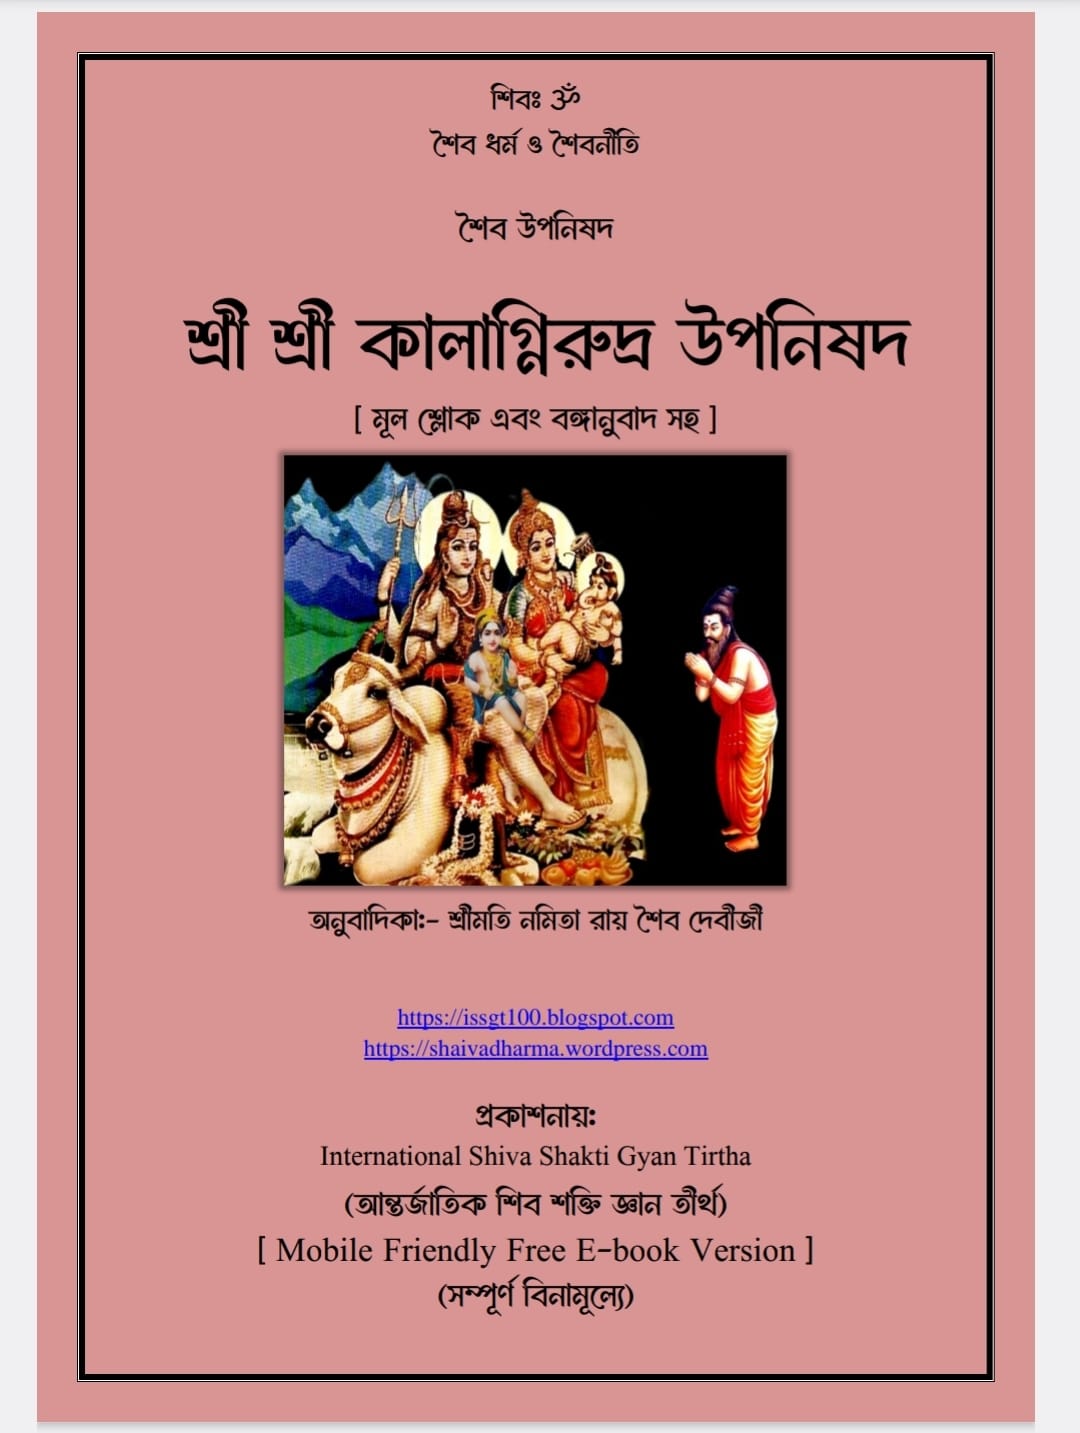 শিবঃ ॐ
শৈব ধর্ম ও শৈবনীতি
শৈব উপনিষদ
শ্রী শ্রী কালাগ্নিরুদ্র উপনিষদ
[ মূল শ্লোক এবং বঙ্গানুবাদ সহ ]
অনুবাদিকা:- শ্রীমতি নমিতা রায় শৈব দেবীজী
https://issgt100.blogspot.com
https://shaivadharma.wordpress.com
প্রকাশনায়:
International Shiva Shakti Gyan Tirtha
(আন্তর্জাতিক শিব শক্তি জ্ঞান তীর্থ)
[ Mobile Friendly Free E-book Version ]
(সম্পূর্ণ বিনামূল্যে)